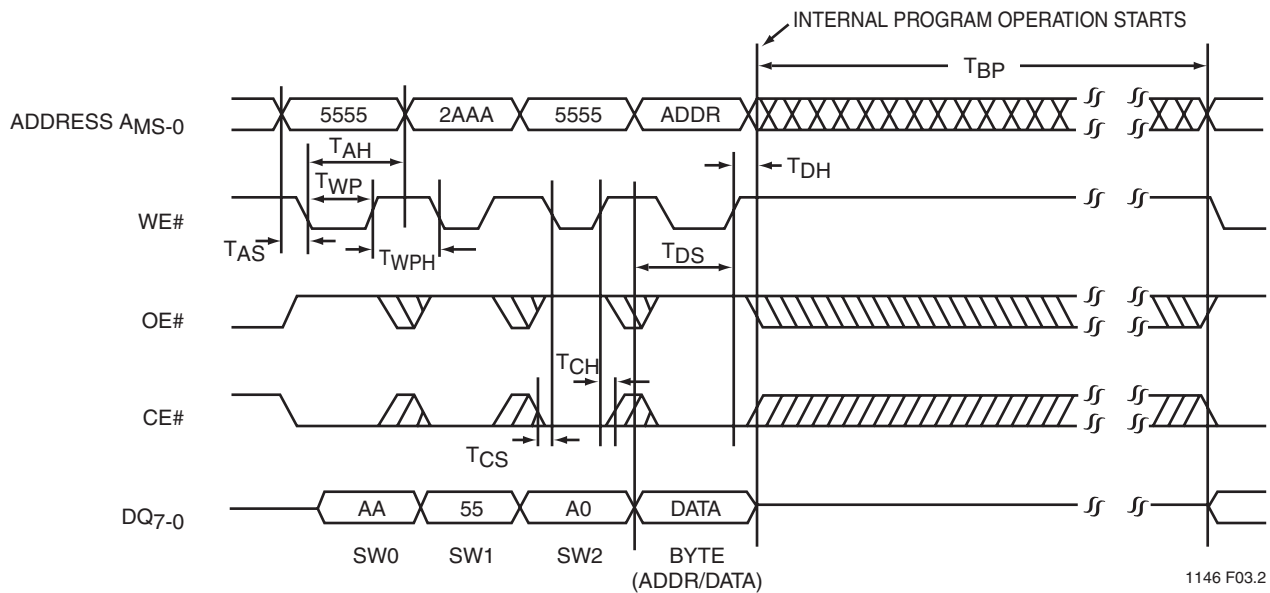 INTERNAL PROGRAM OPERATION STARTS
TBP
ADDRESS AMS-0
5555 2AAA 5555 ADDR
TAH
TDH
TWP
WE#
TAS
TWPH
TDS
OE#
TCH
CE#
TCS
DQ7-0
AA 55 A0 DATA
SW0 SW1 SW2 BYTE
(ADDR/DATA)
1146 F03.2